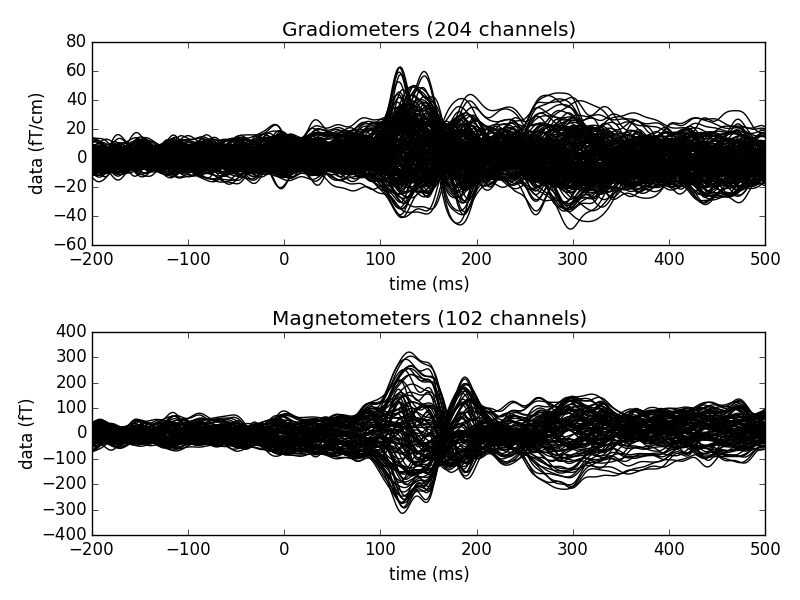 Gradiometers (204 channels)
80
60
40
20
0
−20
−40
−60
data (fT/cm)
−200 −100 0 100 200 300 400 500
time (ms)
Magnetometers (102 channels)
400
300
200
100
0
−100
−200
−300
−400
data (fT)
−200 −100 0 100 200 300 400 500
time (ms)